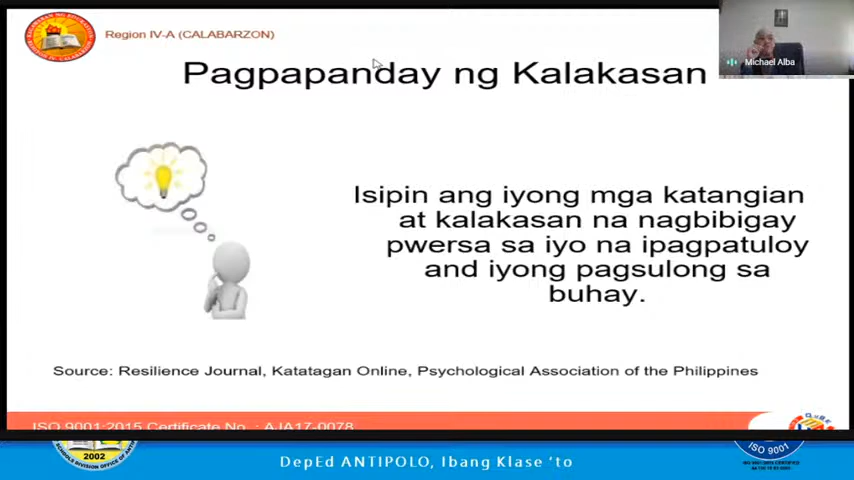 Region IV-A (CALABARZON)
Michael Alba
Pagpapanday ng Kalakasan
Isipin ang iyong mga katangian
at kalakasan na nagbibigay
pwersa sa iyo na ipagpatuloy
and iyong pagsulong sa
buhay.
Source: Resilience Journal, Katatagan Online, Psychological Association of the Philippines
ISO 9001:2015 Certificate No. : AJA17-0078
2002
DepEd ANTIPOLO, Ibang Klase ‘to
ISO 9001